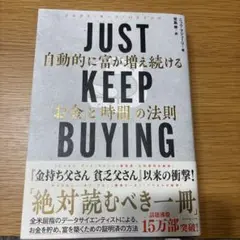 JUST
自動的に富が増え続ける
KEEP
お金と時間の法則
BUYING
「金持ち父さん 貧乏父さん」以来の衝撃!
「絶対読むべき一冊」
全米屈指のデータサイエンティストによる、
お金を貯め、富を築くための証明済の方法
15万部突破!